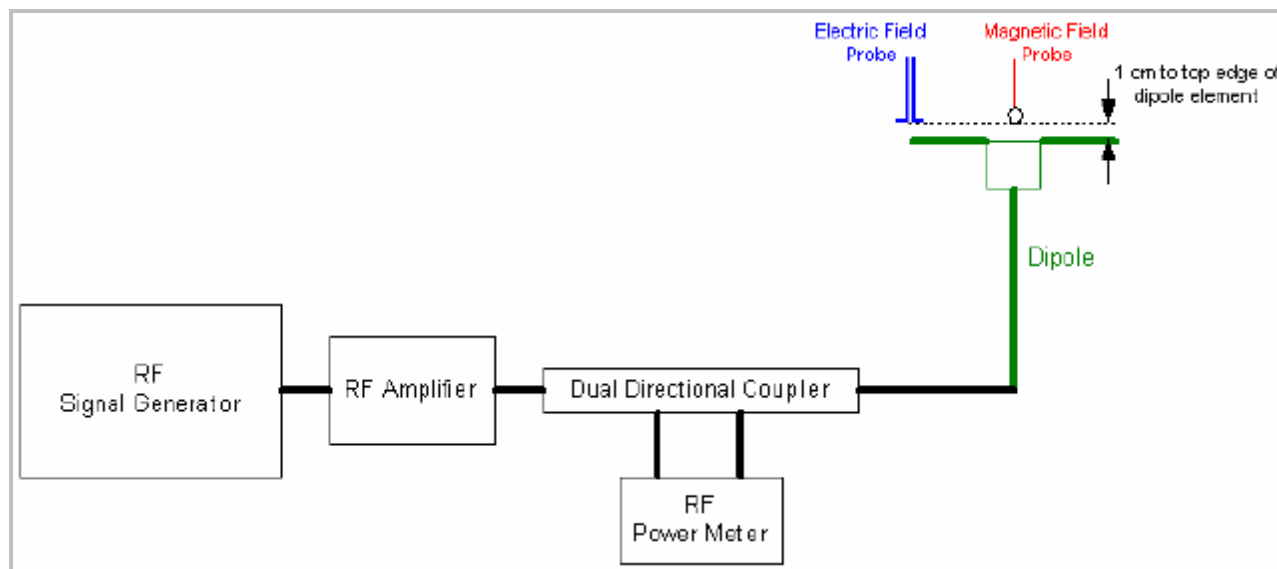 Electric Field
Probe
Magnetic Field
Probe
1 cm to top edge of
dipole element
Dipole
RF
Signal Generator
RF Amplifier
Dual Directional Coupler
RF
Power Meter